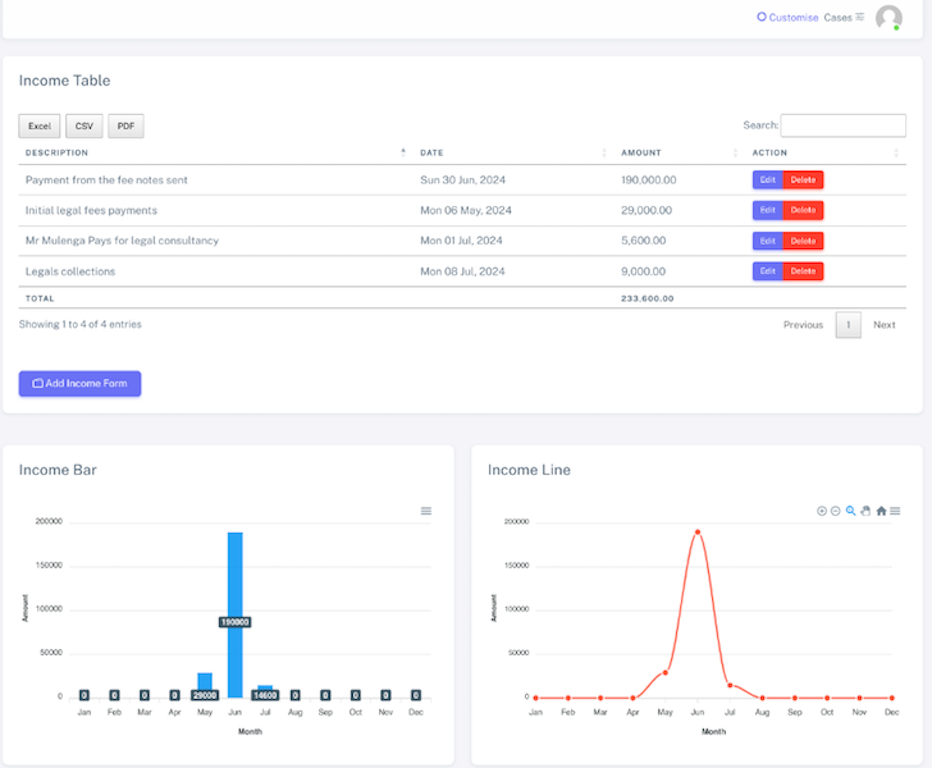 Customise Cases
Income Table
Excel CSV PDF Search:
DESCRIPTION DATE AMOUNT ACTION
Payment from the fee notes sent Sun 30 Jun, 2024 190,000.00 Edit Delete
Initial legal fees payments Mon 06 May, 2024 29,000.00 Edit Delete
Mr Mulenga Pays for legal consultancy Mon 01 Jul, 2024 5,600.00 Edit Delete
Legals collections Mon 08 Jul, 2024 9,000.00 Edit Delete
TOTAL 233,600.00
Showing 1 to 4 of 4 entries Previous 1 Next
Add Income Form
Income Bar
200000
150000
100000
50000
0
Amount
190000
0 0 0 0 29000 14600 0 0 0 0 0
Jan Feb Mar Apr May Jun Jul Aug Sep Oct Nov Dec
Month
Income Line
200000
150000
100000
50000
0
Amount
Jan Feb Mar Apr May Jun Jul Aug Sep Oct Nov Dec
Month